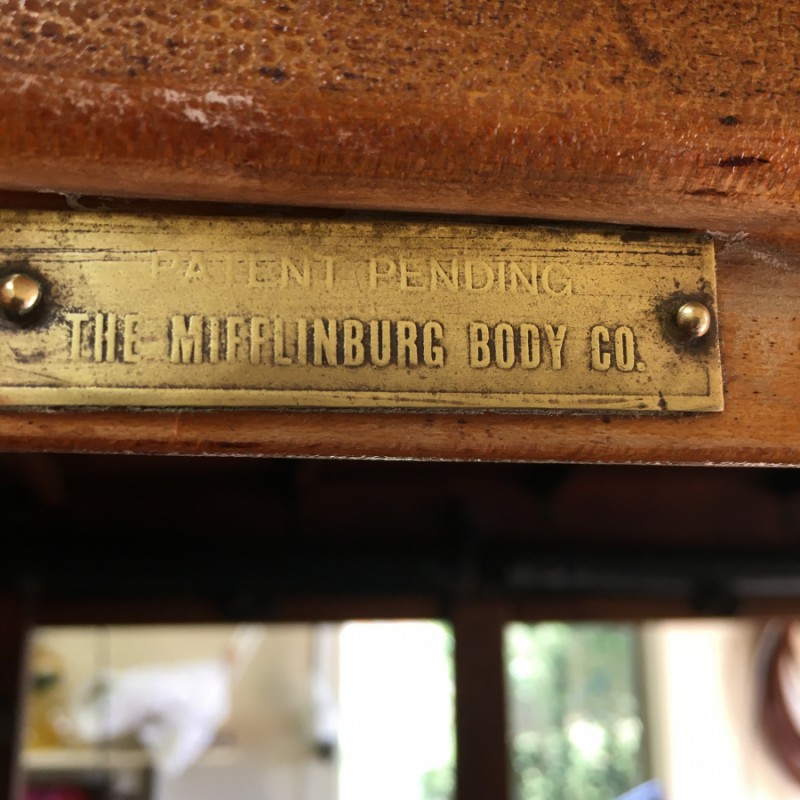 PATENT PENDING
THE MIFFLINBURG BODY CO.